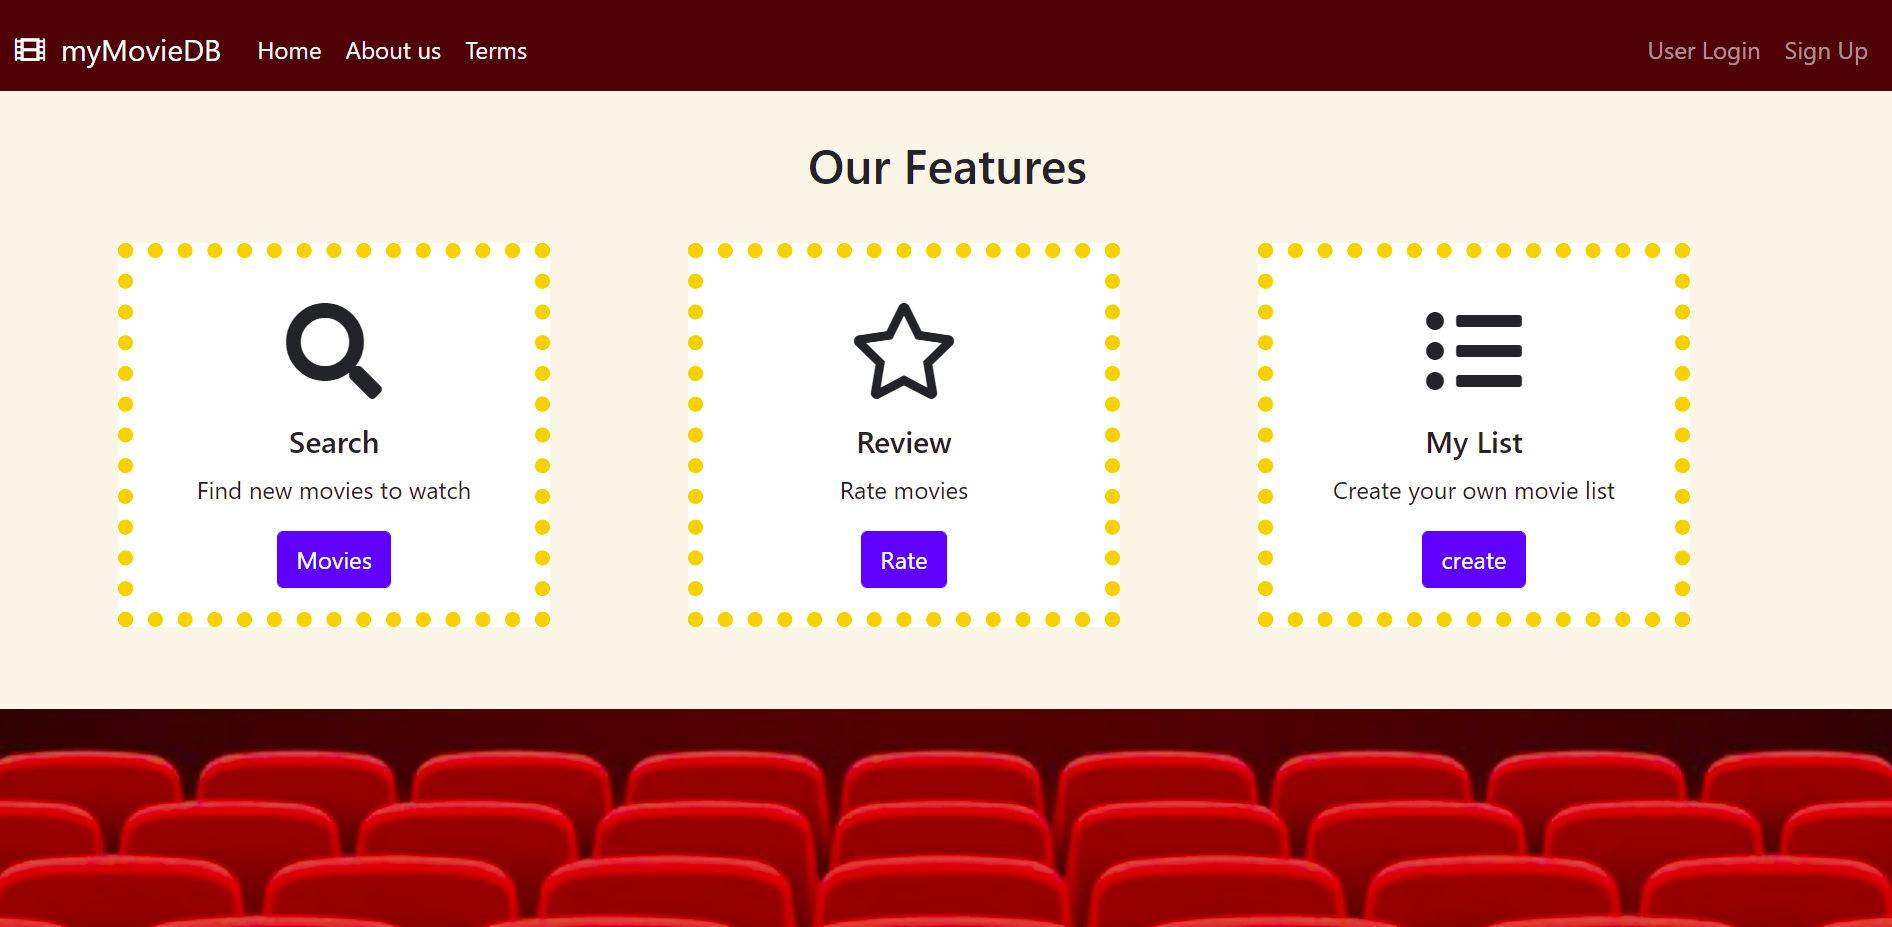 myMovieDB Home About us Terms User Login Sign Up
Our Features
Search
Find new movies to watch
Movies
Review
Rate movies
Rate
My List
Create your own movie list
create